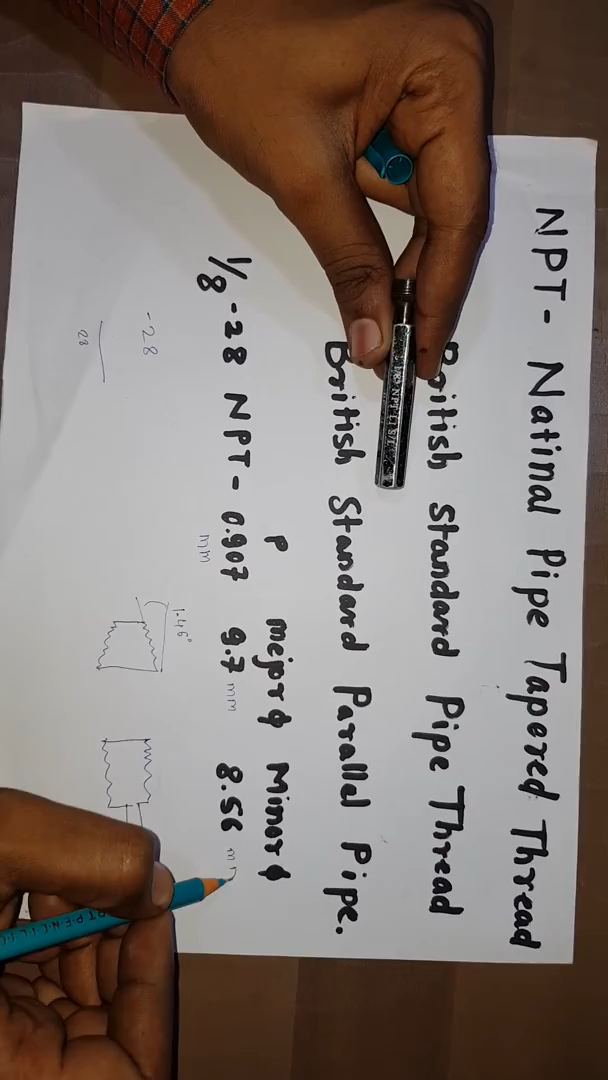 NPT- Natinal Pipe Tapered Thread
British Standard Pipe Thread
British Standard Parallel Pipe.
P Mejor ϕ Minor ϕ
1/8 -28 NPT - 0.907 9.7 mm 8.56 m
mm
-28
28
1.46°